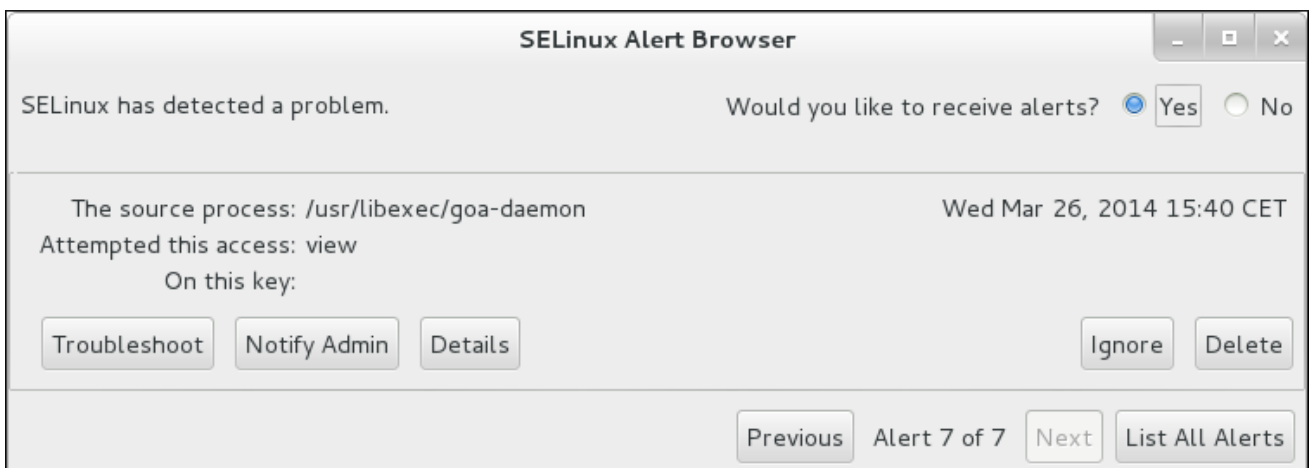 SELinux Alert Browser
SELinux has detected a problem.
Would you like to receive alerts? Yes No
The source process: /usr/libexec/goa-daemon
Wed Mar 26, 2014 15:40 CET
Attempted this access: view
On this key:
Troubleshoot Notify Admin Details Ignore Delete
Previous Alert 7 of 7 Next List All Alerts